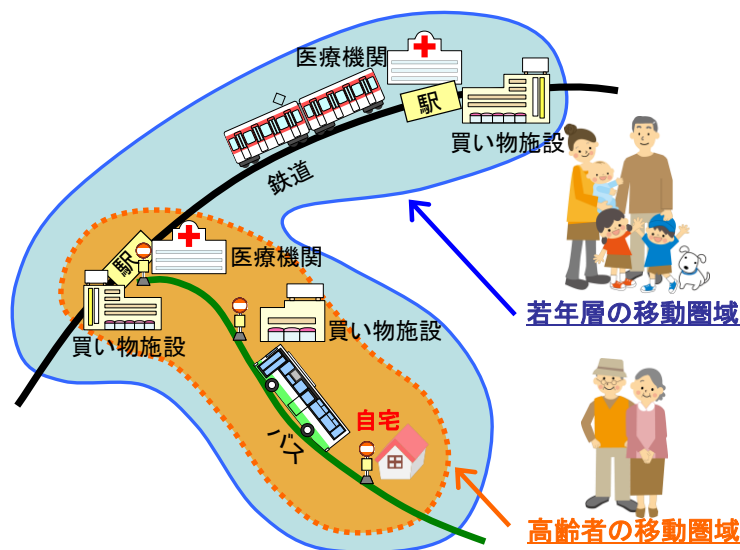 医療機関
駅
買い物施設
鉄道
駅
医療機関
買い物施設
買い物施設
若年層の移動圏域
自宅
バス
高齢者の移動圏域